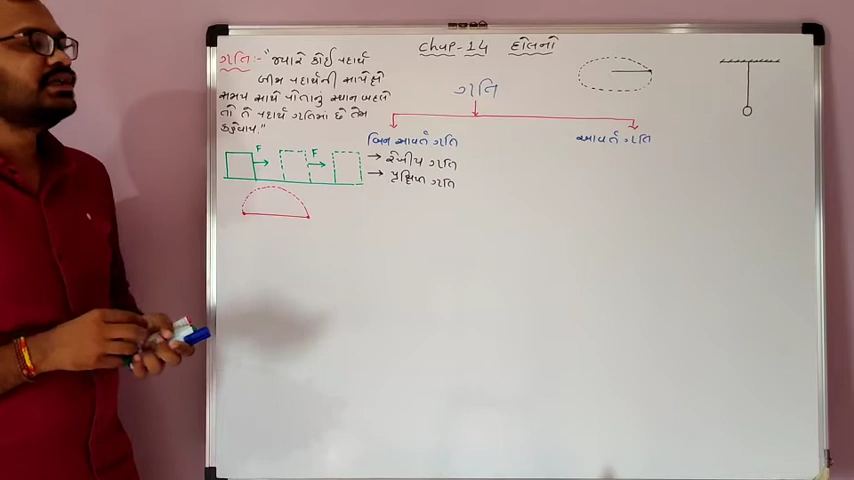 Chap-14 દોલનો
ગતિ:- "જ્યારે કોઈ પદાર્થ
બીજા પદાર્થની સાપેક્ષે
સમય સાથે પોતાનું સ્થાન બદલે
તો તે પદાર્થ ગતિમાં છે તેમ
કહેવાય."
ગતિ
બિન આવર્ત ગતિ
આવર્ત ગતિ
→ રેખીય ગતિ
→ પ્રક્ષિપ્ત ગતિ
F
F